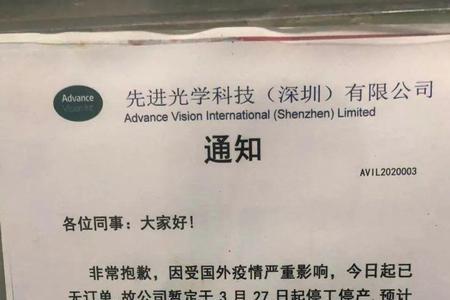 Advance
Vision Int
先进光学科技（深圳）有限公司
Advance Vision International (Shenzhen) Limited
通知
AVIL2020003
各位同事：大家好！
非常抱歉，因受国外疫情严重影响，今日起已
无订单，故公司暂定于 3 月 27 日起停工停产，预计